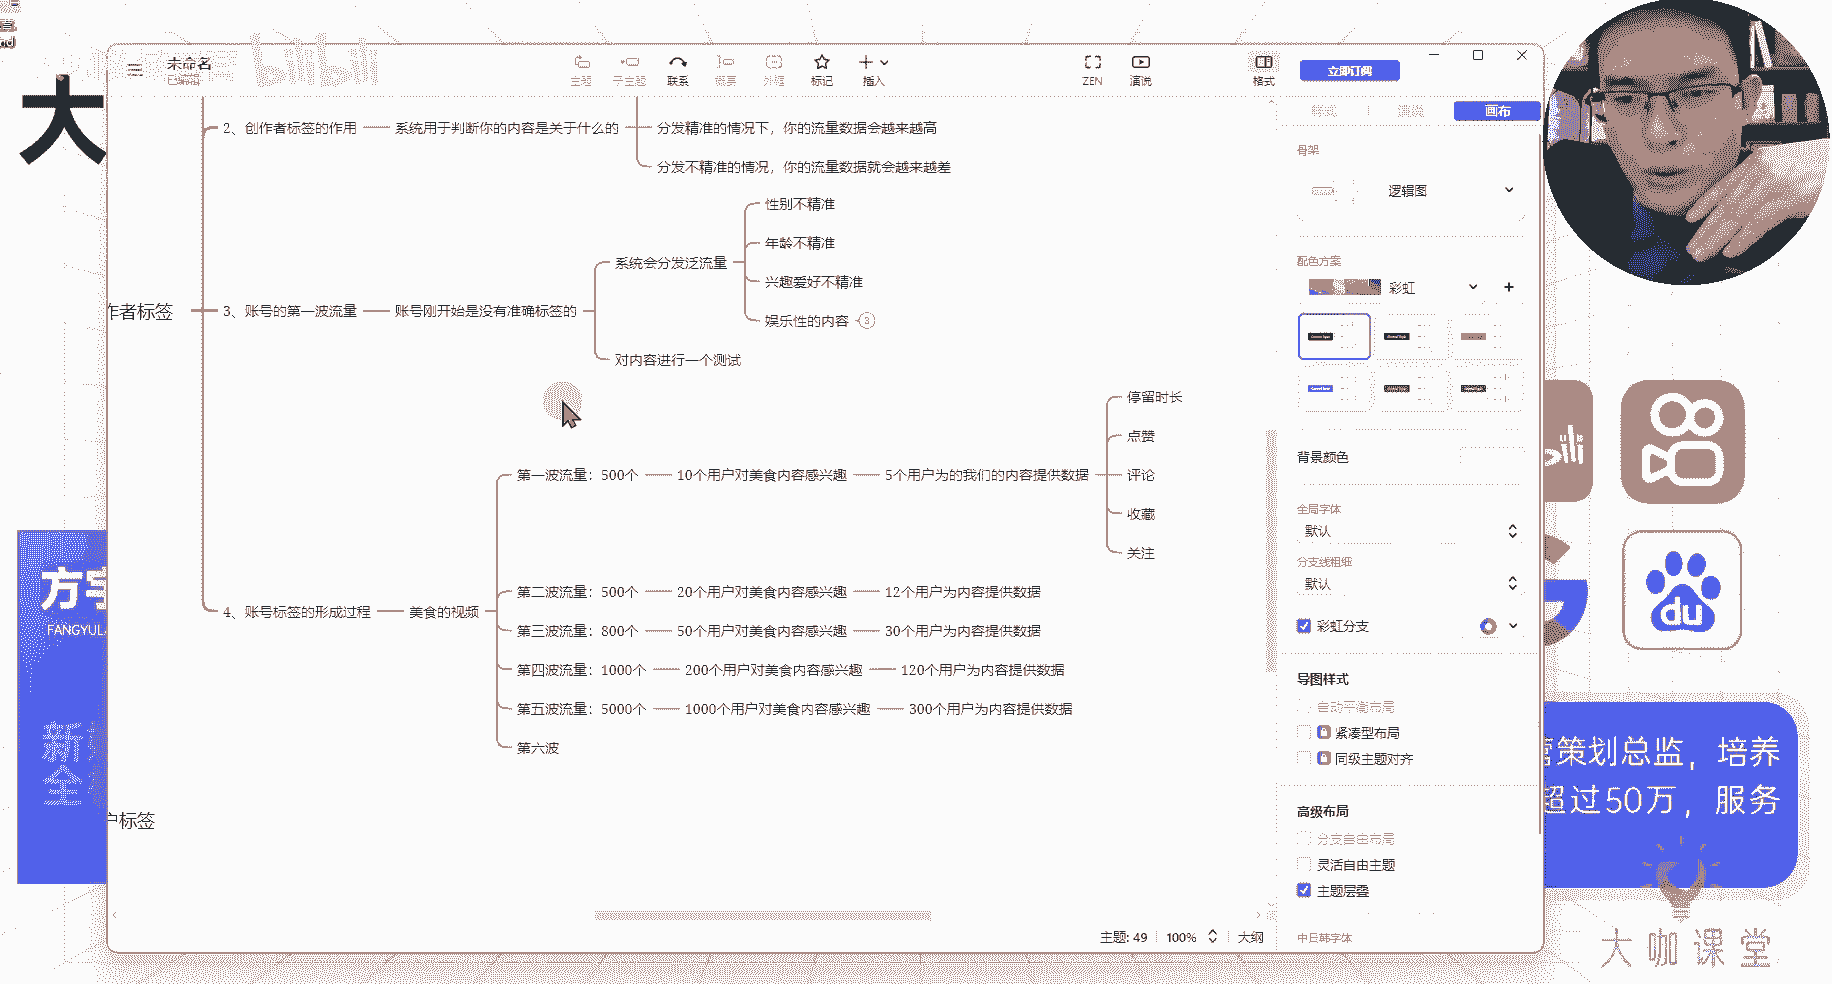 大
bilibili
未命名
已编辑
主题
子主题
联系
概要
外框
标记
插入
ZEN
演说
格式
立即订阅
样式
演说
画布
2、创作者标签的作用
系统用于判断你的内容是关于什么的
分发精准的情况下，你的流量数据会越来越高
分发不精准的情况，你的流量数据就会越来越差
作者标签
3、账号的第一波流量
账号刚开始是没有准确标签的
系统会分发泛流量
性别不精准
年龄不精准
兴趣爱好不精准
娱乐性的内容
3
对内容进行一个测试
4、账号标签的形成过程
美食的视频
第一波流量：500个
10个用户对美食内容感兴趣
5个用户为的我们的内容提供数据
停留时长
点赞
评论
收藏
关注
第二波流量：500个
20个用户对美食内容感兴趣
12个用户为内容提供数据
第三波流量：800个
50个用户对美食内容感兴趣
30个用户为内容提供数据
第四波流量：1000个
200个用户对美食内容感兴趣
120个用户为内容提供数据
第五波流量：5000个
1000个用户对美食内容感兴趣
300个用户为内容提供数据
第六波
户标签
主题: 49
100%
大纲
骨架
逻辑图
配色方案
彩虹
背景颜色
全局字体
默认
分支线粗细
默认
彩虹分支
导图样式
自动平衡布局
紧凑型布局
同级主题对齐
高级布局
分支自由布局
灵活自由主题
主题层叠
中日韩字体
方宇
FANGYUL
新
全
du
营策划总监，培养
超过50万，服务
大咖课堂